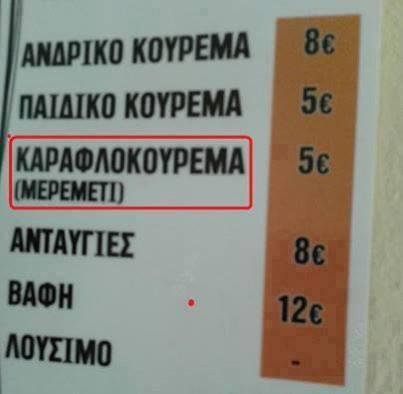 ΑΝΔΡΙΚΟ ΚΟΥΡΕΜΑ 8€
ΠΑΙΔΙΚΟ ΚΟΥΡΕΜΑ 5€
ΚΑΡΑΦΛΟΚΟΥΡΕΜΑ 5€
(ΜΕΡΕΜΕΤΙ)
ΑΝΤΑΥΓΙΕΣ 8€
ΒΑΦΗ 12€
ΛΟΥΣΙΜΟ -